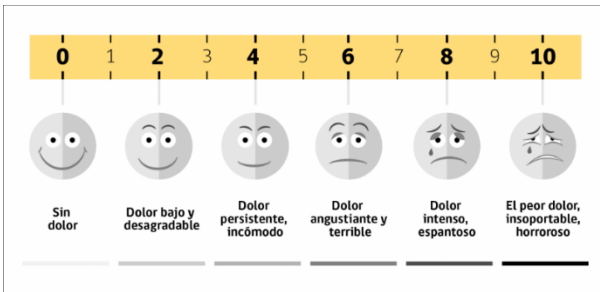 0 1 2 3 4 5 6 7 8 9 10
Sin
dolor
Dolor bajo y
desagradable
Dolor
persistente,
incómodo
Dolor
angustiante y
terrible
Dolor
intenso,
espantoso
El peor dolor,
insoportable,
horroroso